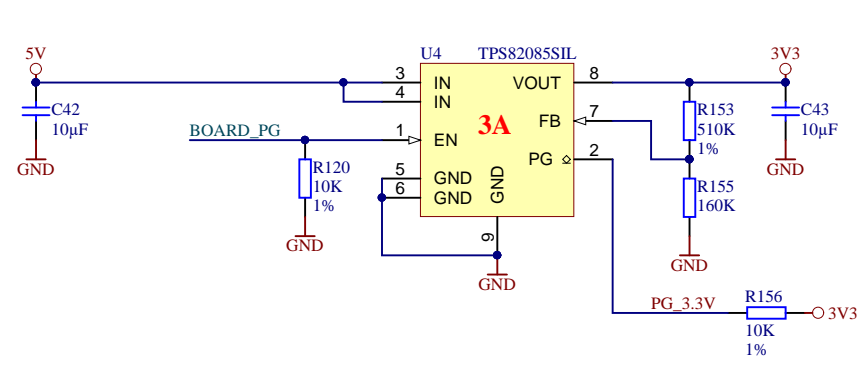 5V
U4
TPS82085SIL
3V3
3
IN
VOUT
8
4
IN
C42
10µF
R153
510K
1%
C43
10µF
FB
7
3A
BOARD_PG
1
EN
PG
2
GND
R120
10K
1%
5
GND
6
GND
GND
R155
160K
GND
9
GND
GND
GND
PG_3.3V
R156
10K
1%
3V3